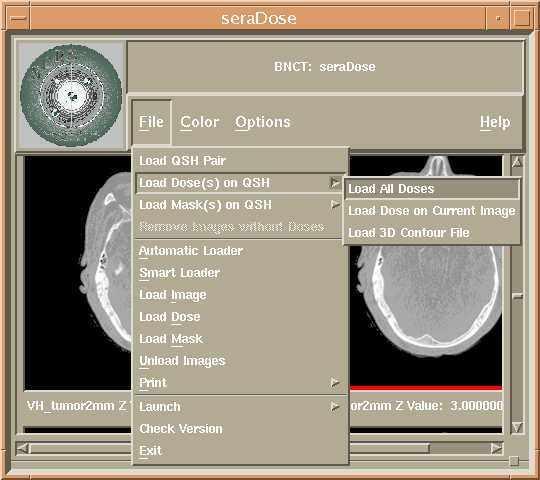 seraDose
BNCT: seraDose
File Color Options Help
Load QSH Pair
Load Dose(s) on QSH
Load All Doses
Load Mask(s) on QSH
Load Dose on Current Image
Remove Images without Doses
Load 3D Contour File
Automatic Loader
Smart Loader
Load Image
Load Dose
Load Mask
Unload Images
Print
VH_tumor2mm Z
Launch
Z Value: 3.000000
Check Version
Exit